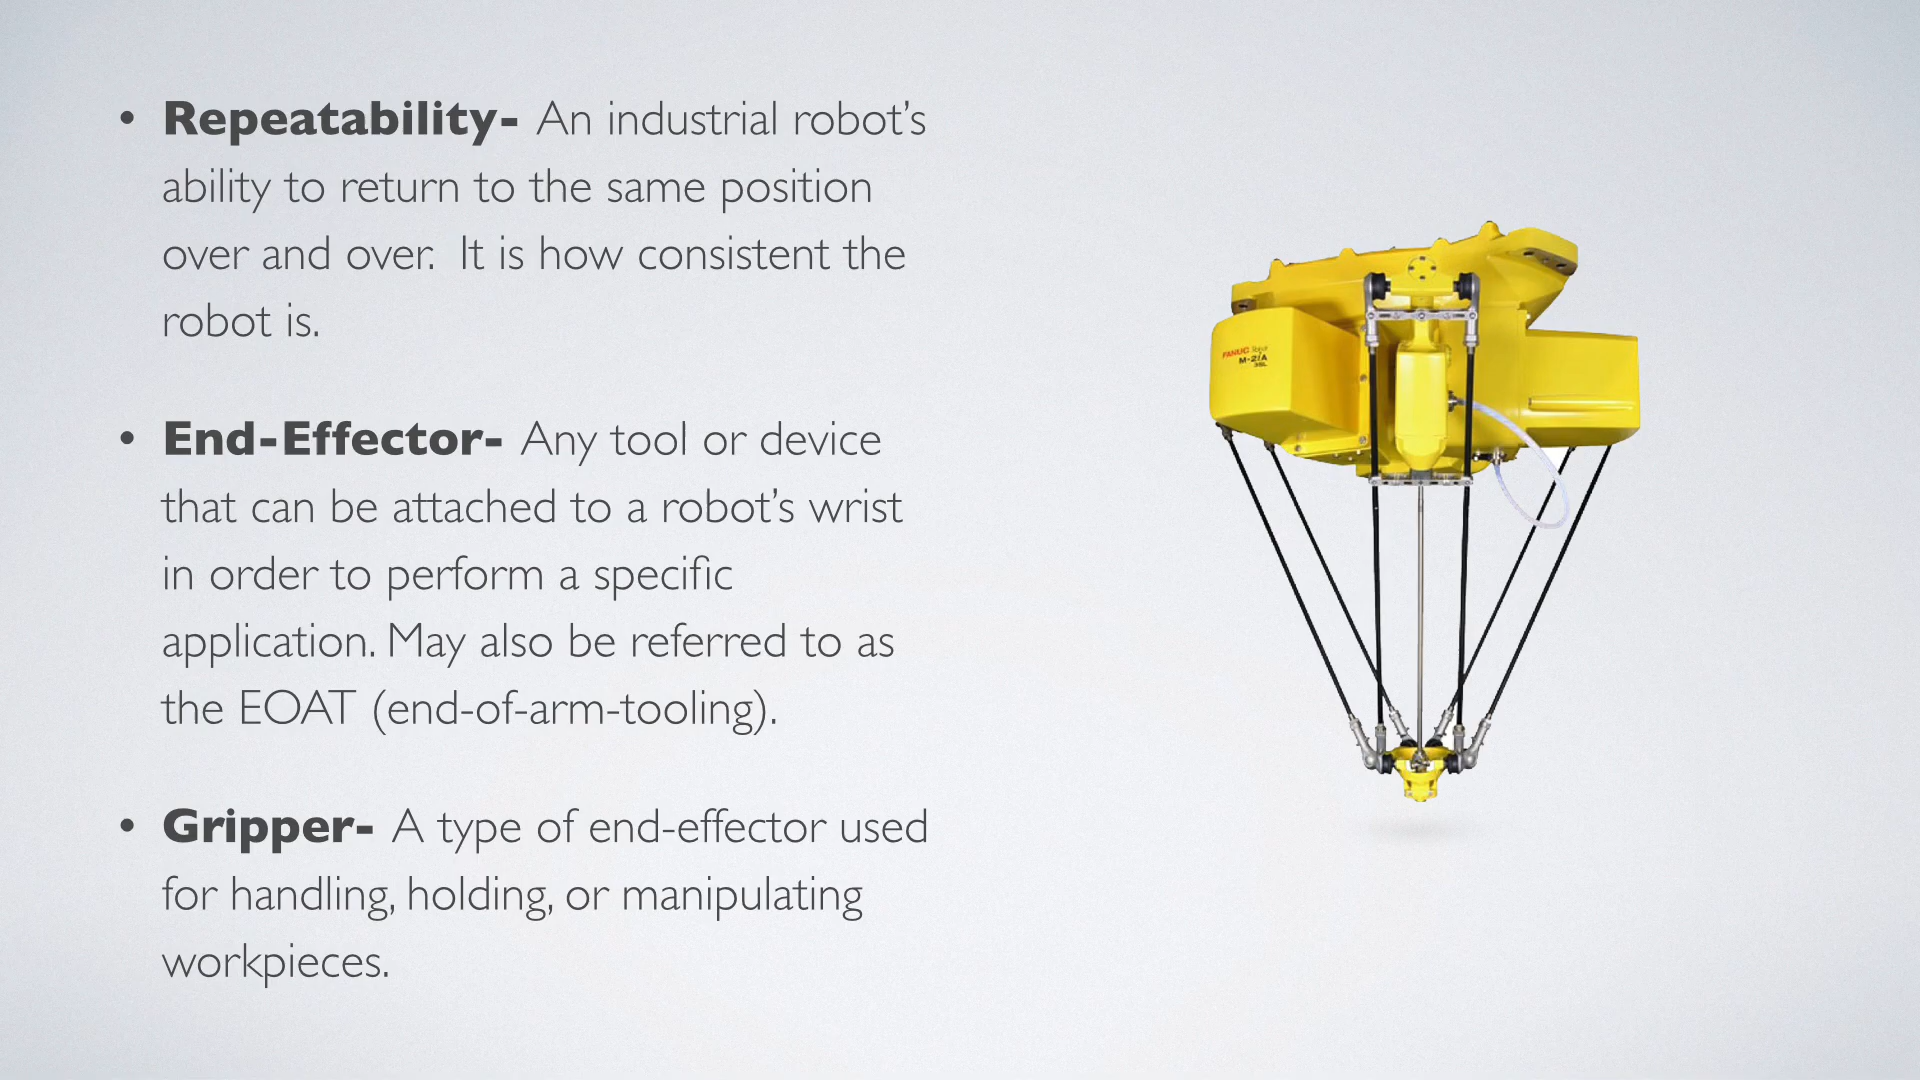 • Repeatability- An industrial robot’s
ability to return to the same position
over and over.  It is how consistent the
robot is.
• End-Effector- Any tool or device
that can be attached to a robot’s wrist
in order to perform a specific
application. May also be referred to as
the EOAT (end-of-arm-tooling).
• Gripper- A type of end-effector used
for handling, holding, or manipulating
workpieces.
FANUC Robot